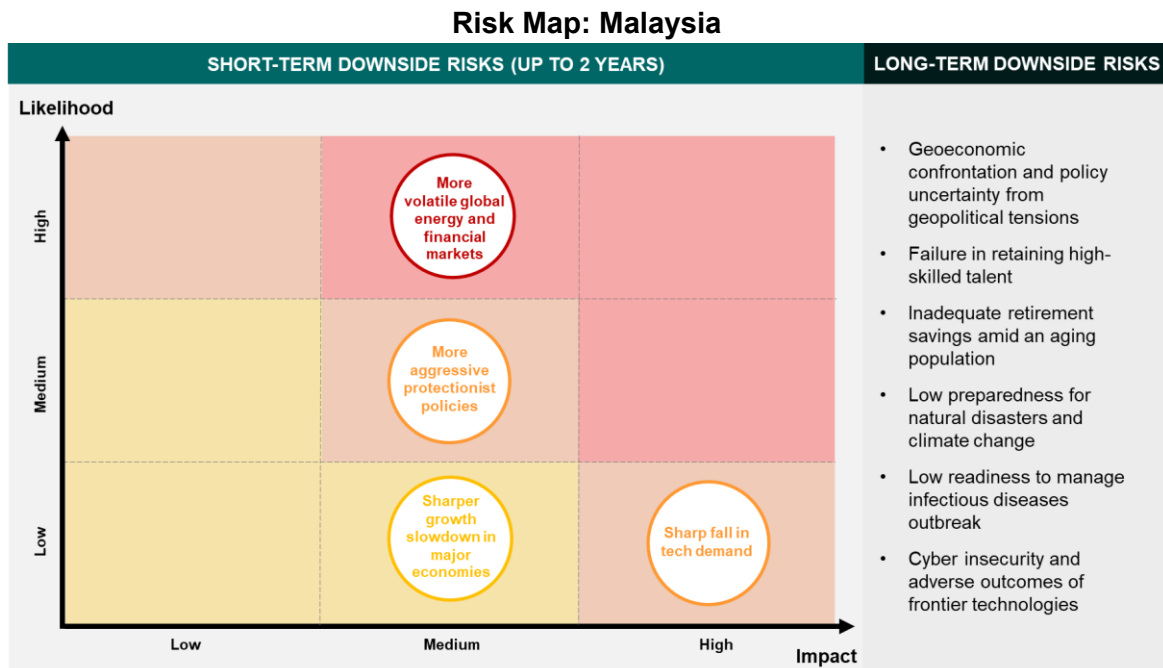 Risk Map: Malaysia
SHORT-TERM DOWNSIDE RISKS (UP TO 2 YEARS)
LONG-TERM DOWNSIDE RISKS
Likelihood
High
Medium
Low
More
volatile global
energy and
financial
markets
More
aggressive
protectionist
policies
Sharper
growth
slowdown in
major
economies
Sharp fall in
tech demand
Low
Medium
High
Impact
• Geoeconomic
confrontation and policy
uncertainty from
geopolitical tensions
• Failure in retaining high-
skilled talent
• Inadequate retirement
savings amid an aging
population
• Low preparedness for
natural disasters and
climate change
• Low readiness to manage
infectious diseases
outbreak
• Cyber insecurity and
adverse outcomes of
frontier technologies